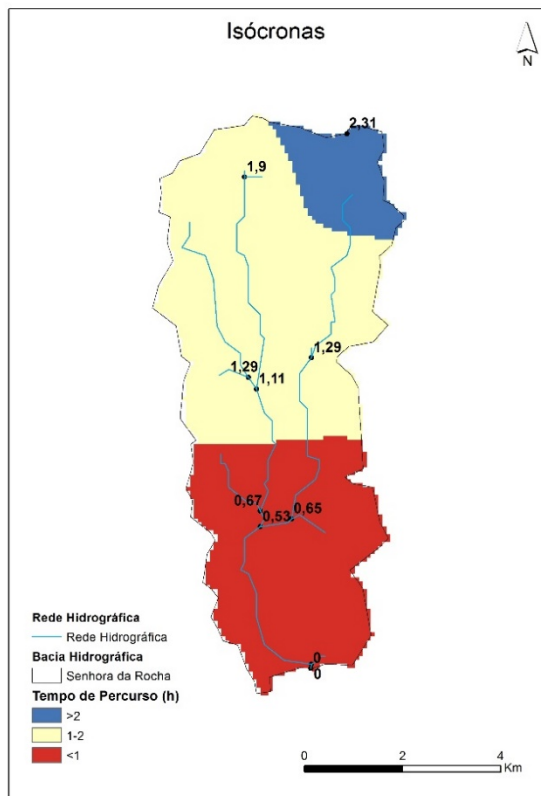 Isócronas
N
2,31
1,9
1,29
1,29
1,11
0,67
0,65
0,53
0
0
Rede Hidrográfica
Rede Hidrográfica
Bacia Hidrográfica
Senhora da Rocha
Tempo de Percurso (h)
>2
1-2
<1
0 2 4
Km